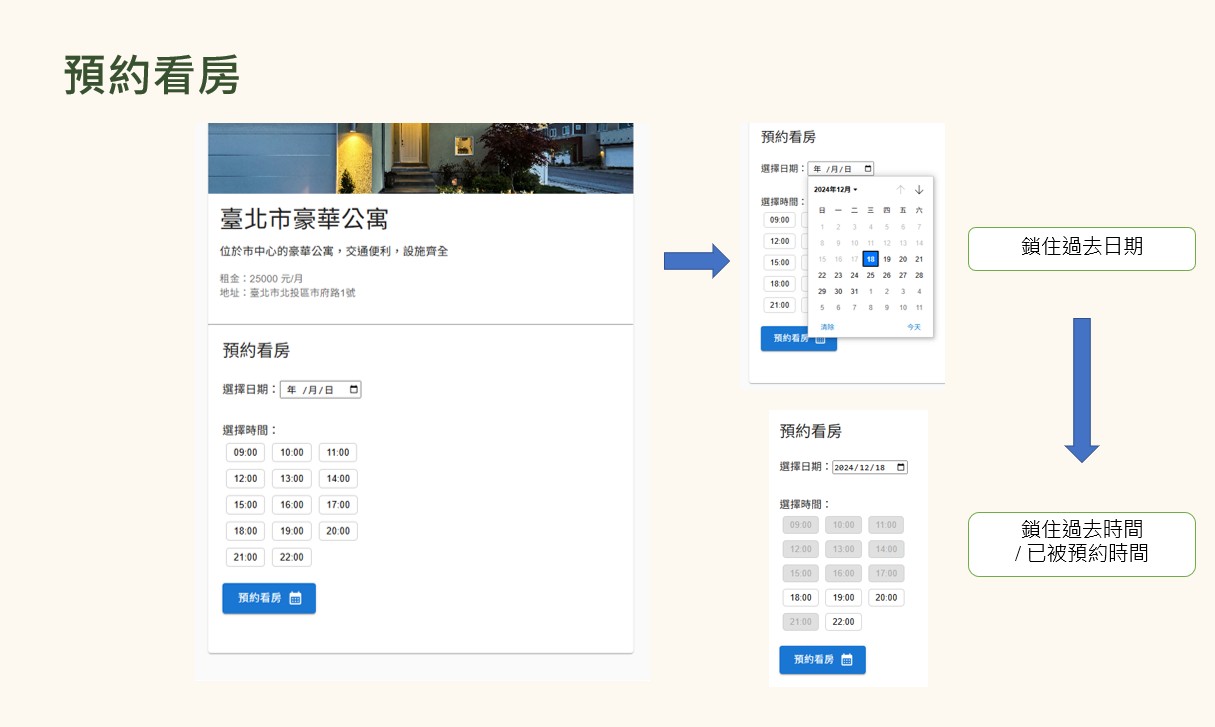 預約看房
臺北市豪華公寓
位於市中心的豪華公寓，交通便利，設施齊全
租金：25000 元/月
地址：臺北市北投區市府路1號
預約看房
選擇日期： 年 /月/日
選擇時間：
09:00 10:00 11:00
12:00 13:00 14:00
15:00 16:00 17:00
18:00 19:00 20:00
21:00 22:00
預約看房
預約看房
選擇日期： 年 /月/日
選擇時間：
09:00
12:00
15:00
18:00
21:00
預約看房
2024年12月
日 一 二 三 四 五 六
1 2 3 4 5 6 7
8 9 10 11 12 13 14
15 16 17 18 19 20 21
22 23 24 25 26 27 28
29 30 31 1 2 3 4
5 6 7 8 9 10 11
清除 今天
鎖住過去日期
預約看房
選擇日期： 2024/12/18
選擇時間：
09:00 10:00 11:00
12:00 13:00 14:00
15:00 16:00 17:00
18:00 19:00 20:00
21:00 22:00
預約看房
鎖住過去時間
/ 已被預約時間